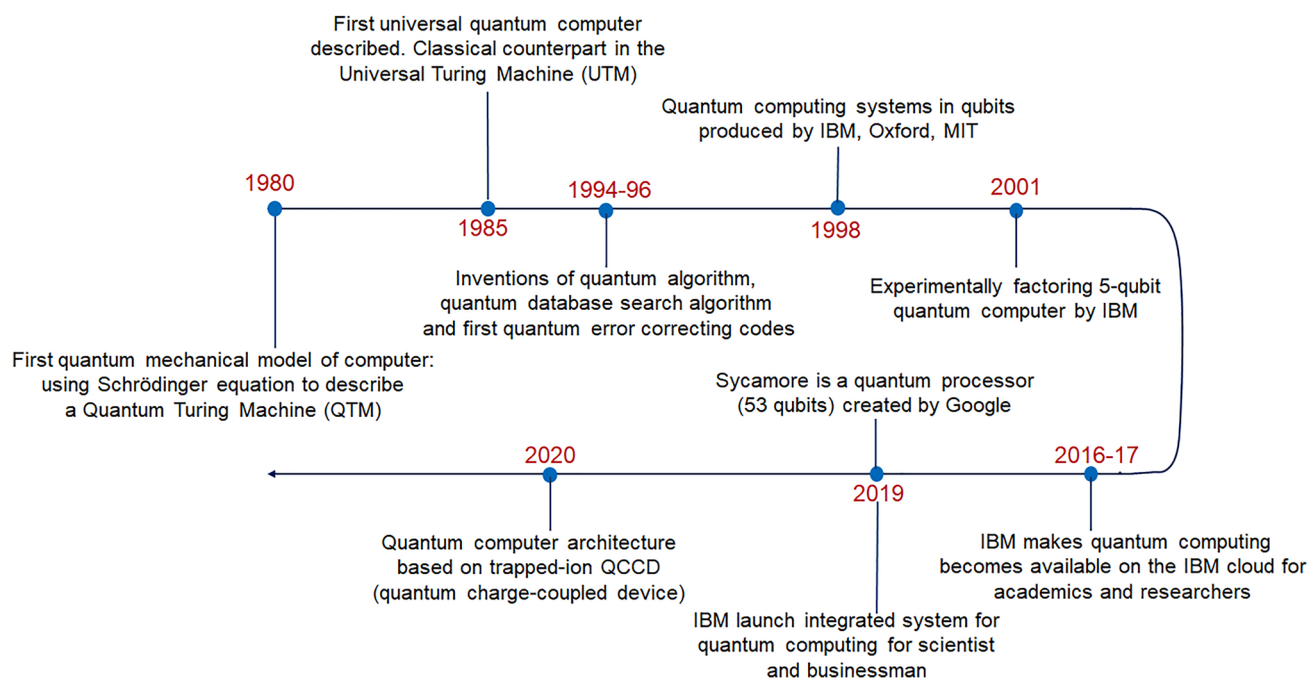 First universal quantum computer
described. Classical counterpart in the
Universal Turing Machine (UTM)
Quantum computing systems in qubits
produced by IBM, Oxford, MIT
1980
1985
1994-96
1998
2001
Inventions of quantum algorithm,
quantum database search algorithm
and first quantum error correcting codes
Experimentally factoring 5-qubit
quantum computer by IBM
First quantum mechanical model of computer:
using Schrödinger equation to describe
a Quantum Turing Machine (QTM)
Sycamore is a quantum processor
(53 qubits) created by Google
2016-17
2019
2020
IBM makes quantum computing
becomes available on the IBM cloud for
academics and researchers
IBM launch integrated system for
quantum computing for scientist
and businessman
Quantum computer architecture
based on trapped-ion QCCD
(quantum charge-coupled device)